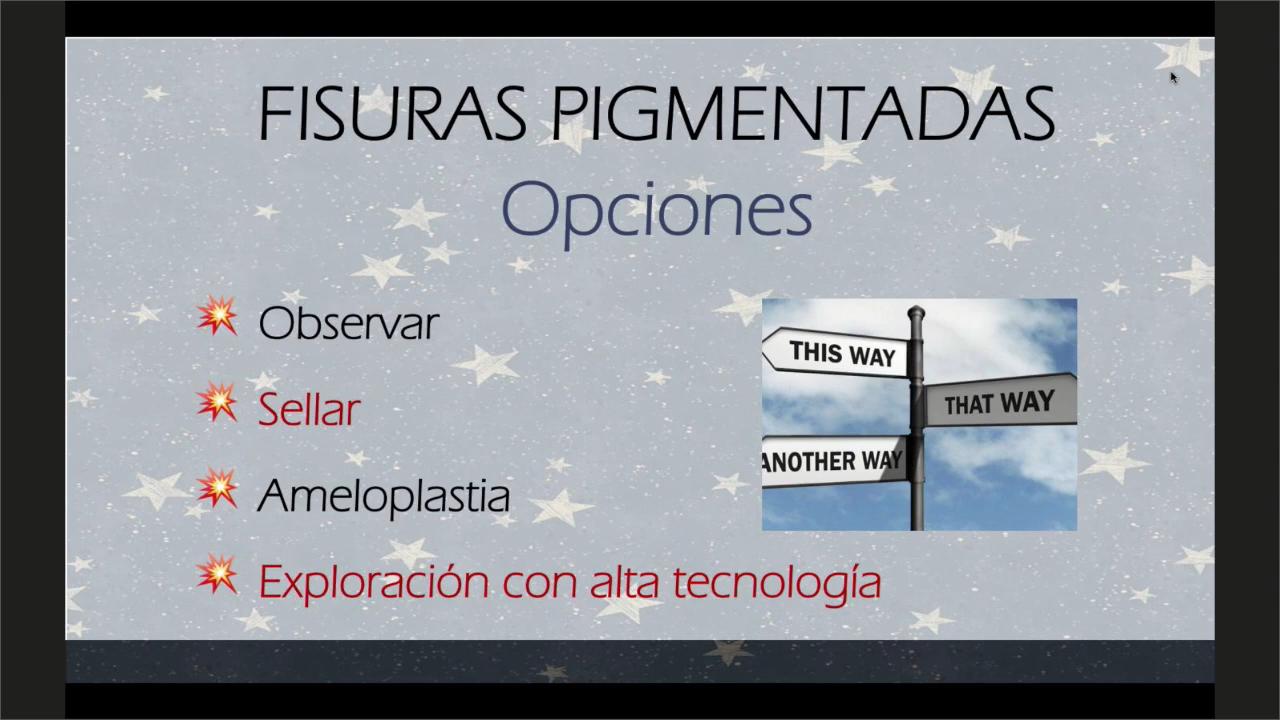 FISURAS PIGMENTADAS
Opciones
Observar
Sellar
Ameloplastia
Exploración con alta tecnología
THIS WAY
THAT WAY
ANOTHER WAY